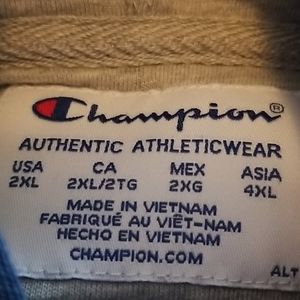 Champion®
AUTHENTIC ATHLETICWEAR
USA CA MEX ASIA
2XL 2XL/2TG 2XG 4XL
MADE IN VIETNAM
FABRIQUÉ AU VIÊT-NAM
HECHO EN VIETNAM
CHAMPION.COM
ALT